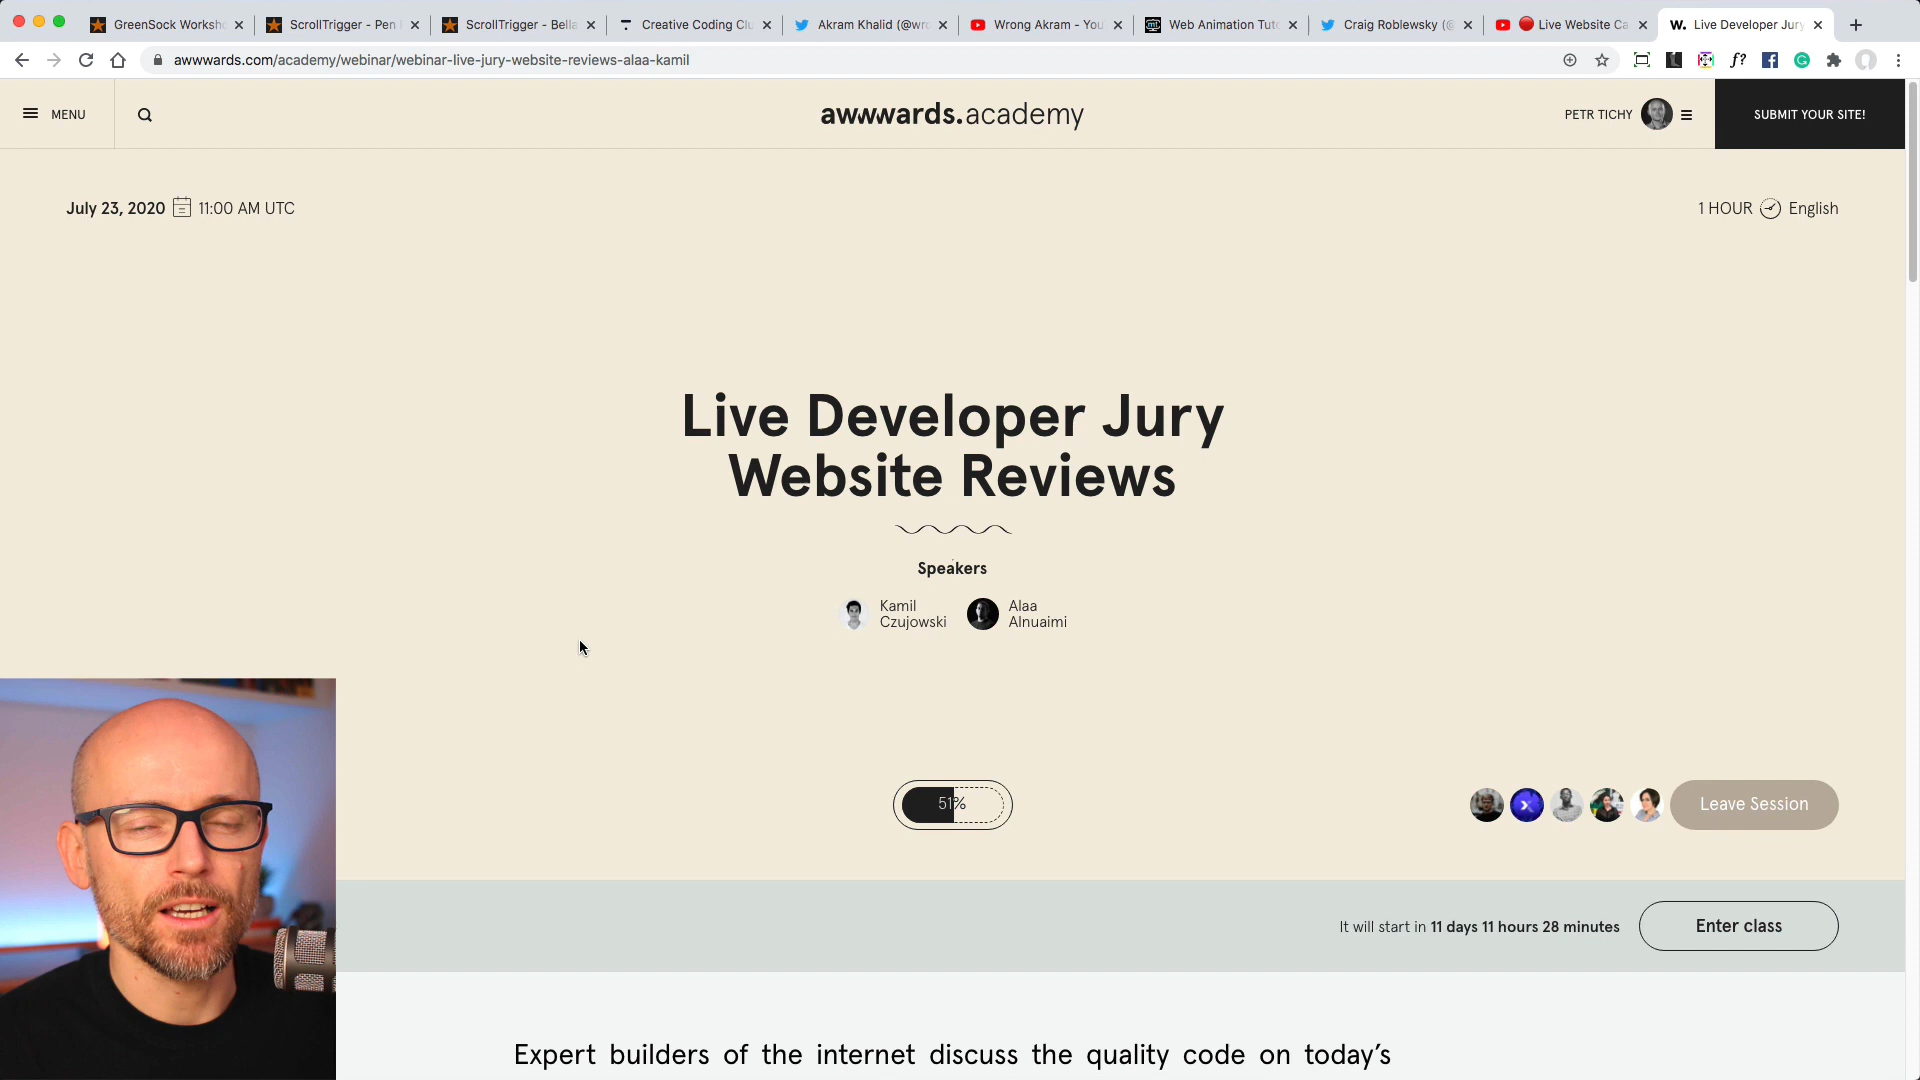 GreenSock Worksho
ScrollTrigger - Pen
ScrollTrigger - Bella
Creative Coding Clu
Akram Khalid (@wro
Wrong Akram - You
Web Animation Tuto
Craig Roblewsky (@
Live Website Ca
W. Live Developer Jury
awwwards.com/academy/webinar/webinar-live-jury-website-reviews-alaa-kamil
f?
MENU
awwwards.academy
PETR TICHY
SUBMIT YOUR SITE!
July 23, 2020 11:00 AM UTC
1 HOUR English
Live Developer Jury
Website Reviews
Speakers
Kamil
Czujowski
Alaa
Alnuaimi
51%
Leave Session
It will start in 11 days 11 hours 28 minutes
Enter class
Expert builders of the internet discuss the quality code on today's